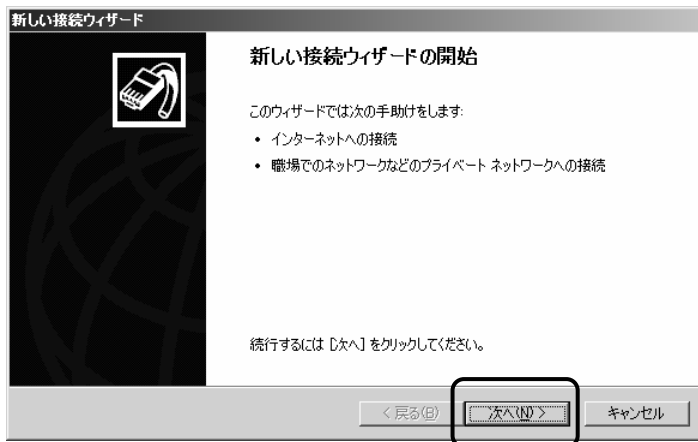 新しい接続ウィザード
新しい接続ウィザードの開始
このウィザードでは次の手助けをします:
• インターネットへの接続
• 職場でのネットワークなどのプライベート ネットワークへの接続
続行するには [次へ] をクリックしてください。
< 戻る(B) 次へ(N) > キャンセル